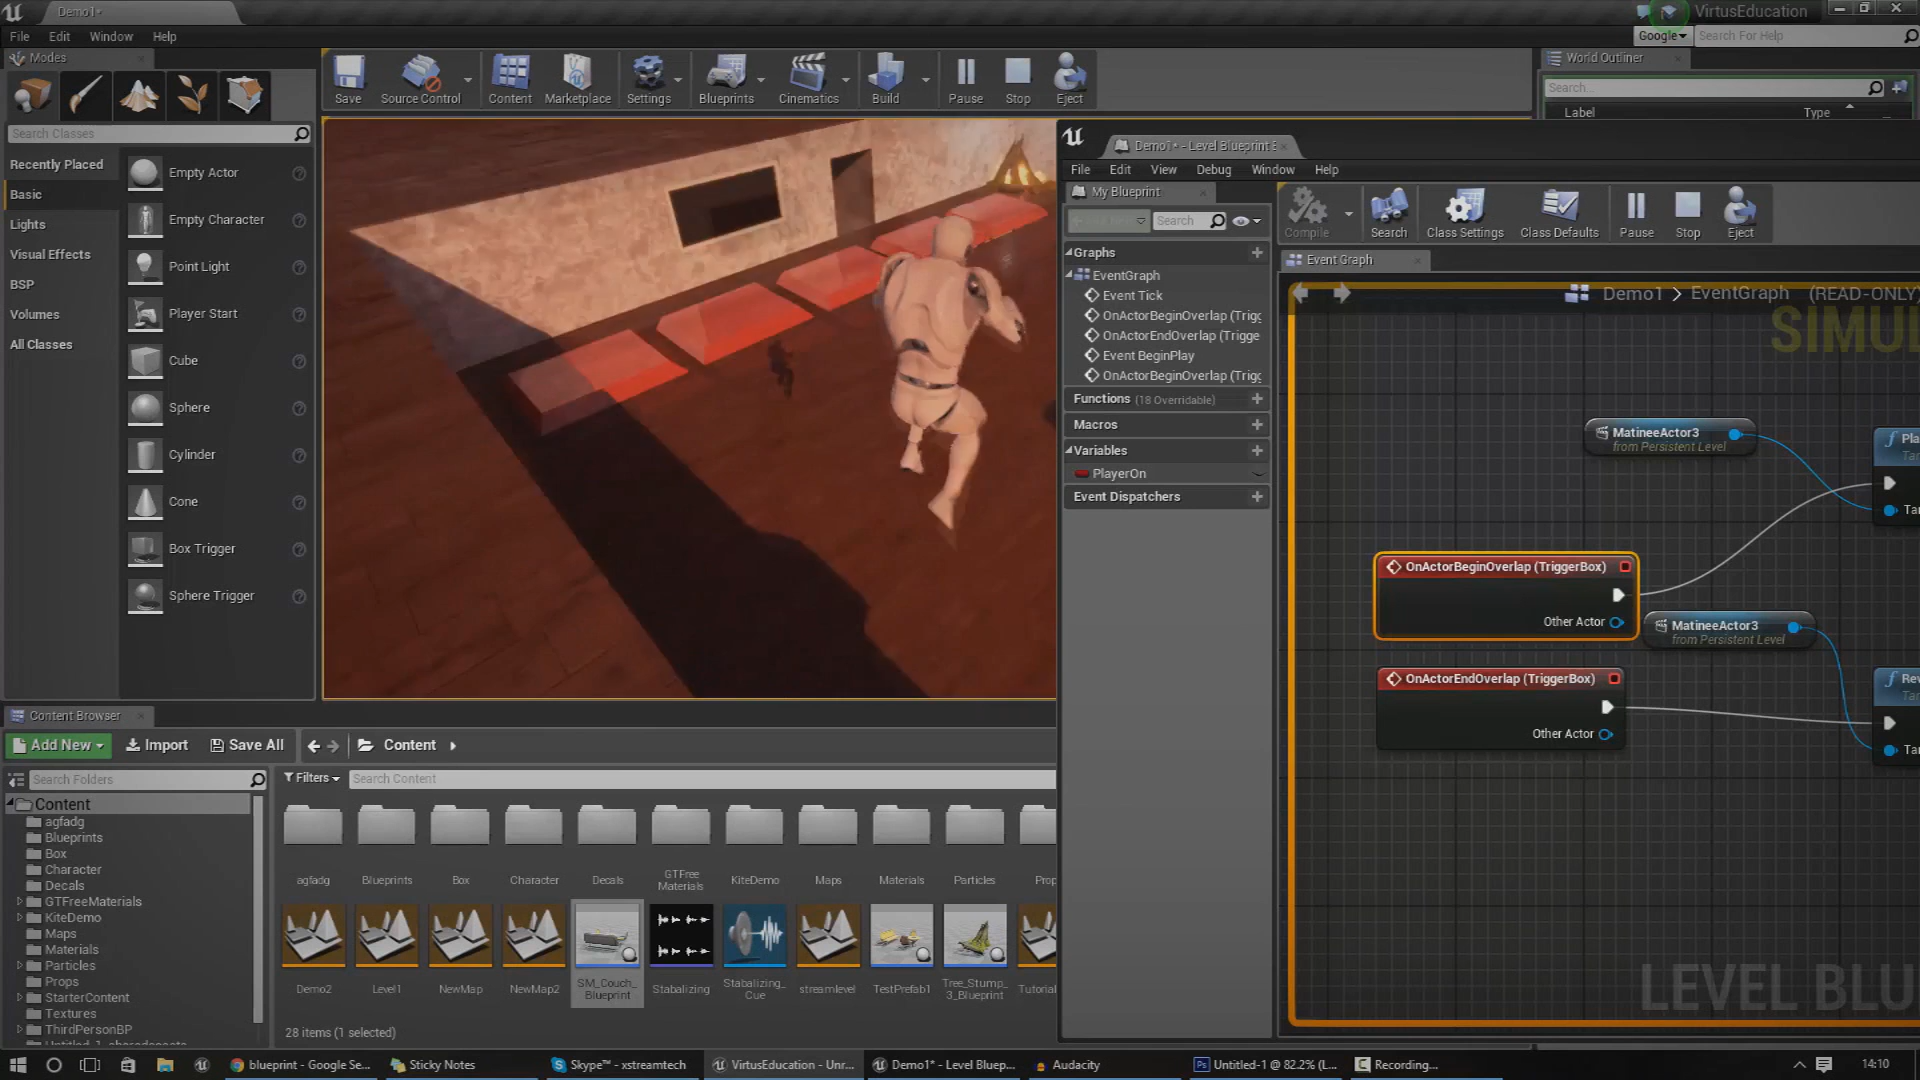 Demo1*
VirtusEducation
File Edit Window Help
Google
Search For Help
Modes
World Outliner
Save
Source Control
Content
Marketplace
Settings
Blueprints
Cinematics
Build
Pause
Stop
Eject
Search...
Label
Type
Search Classes
Recently Placed
Basic
Lights
Visual Effects
BSP
Volumes
All Classes
Empty Actor
Empty Character
Point Light
Player Start
Cube
Sphere
Cylinder
Cone
Box Trigger
Sphere Trigger
Demo1* - Level Blueprint E
File Edit View Debug Window Help
My Blueprint
Search
Compile
Search
Class Settings
Class Defaults
Pause
Stop
Eject
Graphs
EventGraph
Event Tick
OnActorBeginOverlap (Trigg
OnActorEndOverlap (Trigge
Event BeginPlay
OnActorBeginOverlap (Trigg
Functions (18 Overridable)
Macros
Variables
PlayerOn
Event Dispatchers
Event Graph
Demo1 > EventGraph (READ-ONLY)
SIMUL
MatineeActor3
from Persistent Level
Pla
Tar
OnActorBeginOverlap (TriggerBox)
Other Actor
MatineeActor3
from Persistent Level
OnActorEndOverlap (TriggerBox)
Other Actor
Rev
Tar
LEVEL BLU
Content Browser
Add New
Import
Save All
Content
Search Folders
Filters
Search Content
Content
agfadg
Blueprints
Box
Character
Decals
GTFreeMaterials
KiteDemo
Maps
Materials
Particles
Props
StarterContent
Textures
ThirdPersonBP
agfadg
Blueprints
Box
Character
Decals
GTFree
Materials
KiteDemo
Maps
Materials
Particles
Prop
Demo2
Level1
NewMap
NewMap2
SM_Couch_
Blueprint
Stabalizing
Stabalizing_
Cue
streamlevel
TestPrefab1
Tree_Stump_
3_Blueprint
Tutorial
28 items (1 selected)
blueprint - Google Se...
Sticky Notes
Skype™ - xstreamtech
VirtusEducation - Unr...
Demo1* - Level Bluep...
Audacity
Untitled-1 @ 82.2% (L...
Recording...
14:10